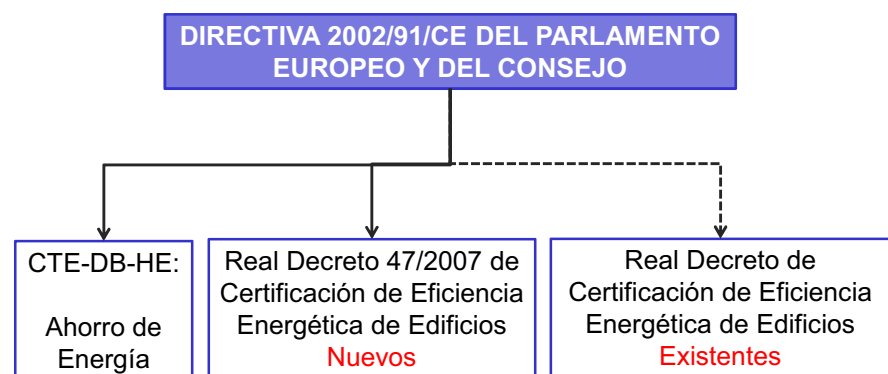 DIRECTIVA 2002/91/CE DEL PARLAMENTO
EUROPEO Y DEL CONSEJO
CTE-DB-HE:
Ahorro de
Energía
Real Decreto 47/2007 de
Certificación de Eficiencia
Energética de Edificios
Nuevos
Real Decreto de
Certificación de Eficiencia
Energética de Edificios
Existentes